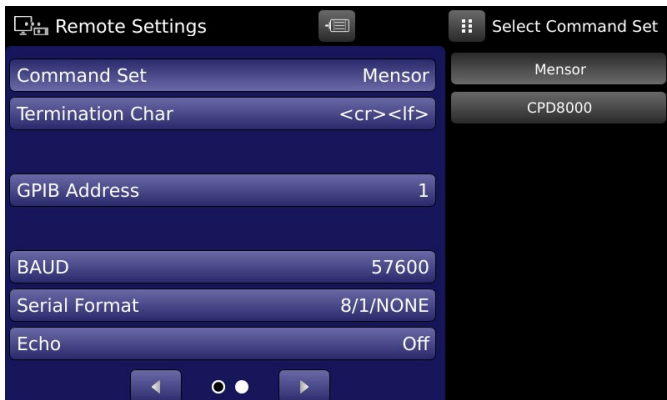 Remote Settings
Command Set Mensor
Termination Char <cr><lf>
GPIB Address 1
BAUD 57600
Serial Format 8/1/NONE
Echo Off
Select Command Set
Mensor
CPD8000